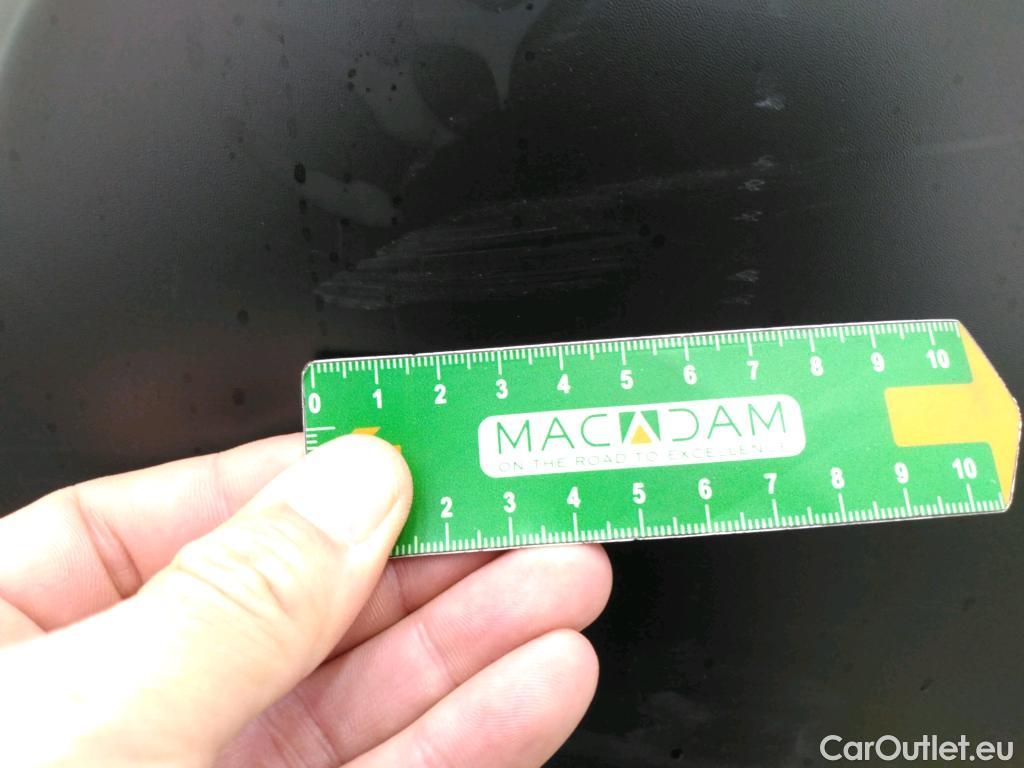 0 1 2 3 4 5 6 7 8 9 10
MACADAM
ON THE ROAD TO EXCELLENCE
2 3 4 5 6 7 8 9 10
CarOutlet.eu